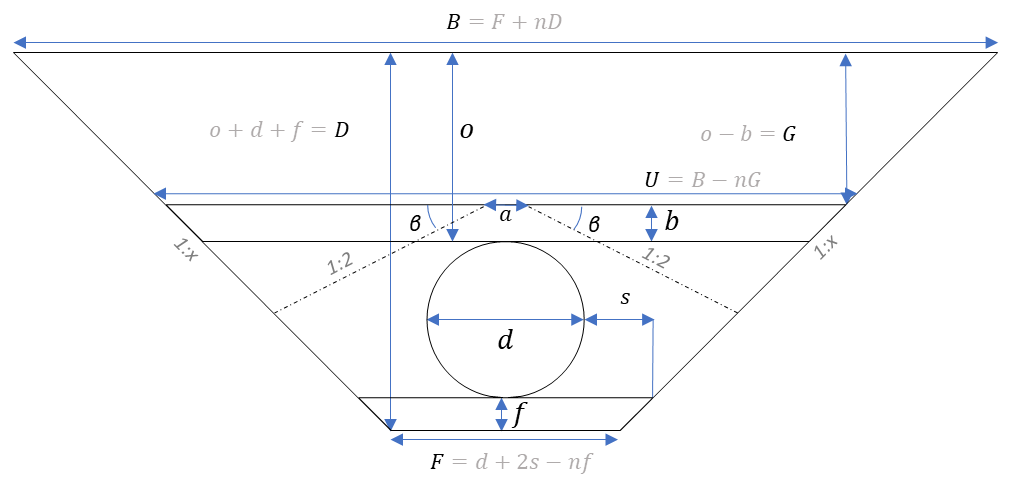 B = F + nD
o + d + f = D
o
o − b = G
U = B − nG
a
b
ϐ
ϐ
1:x
1:x
1:2
1:2
s
d
f
F = d + 2s − nf